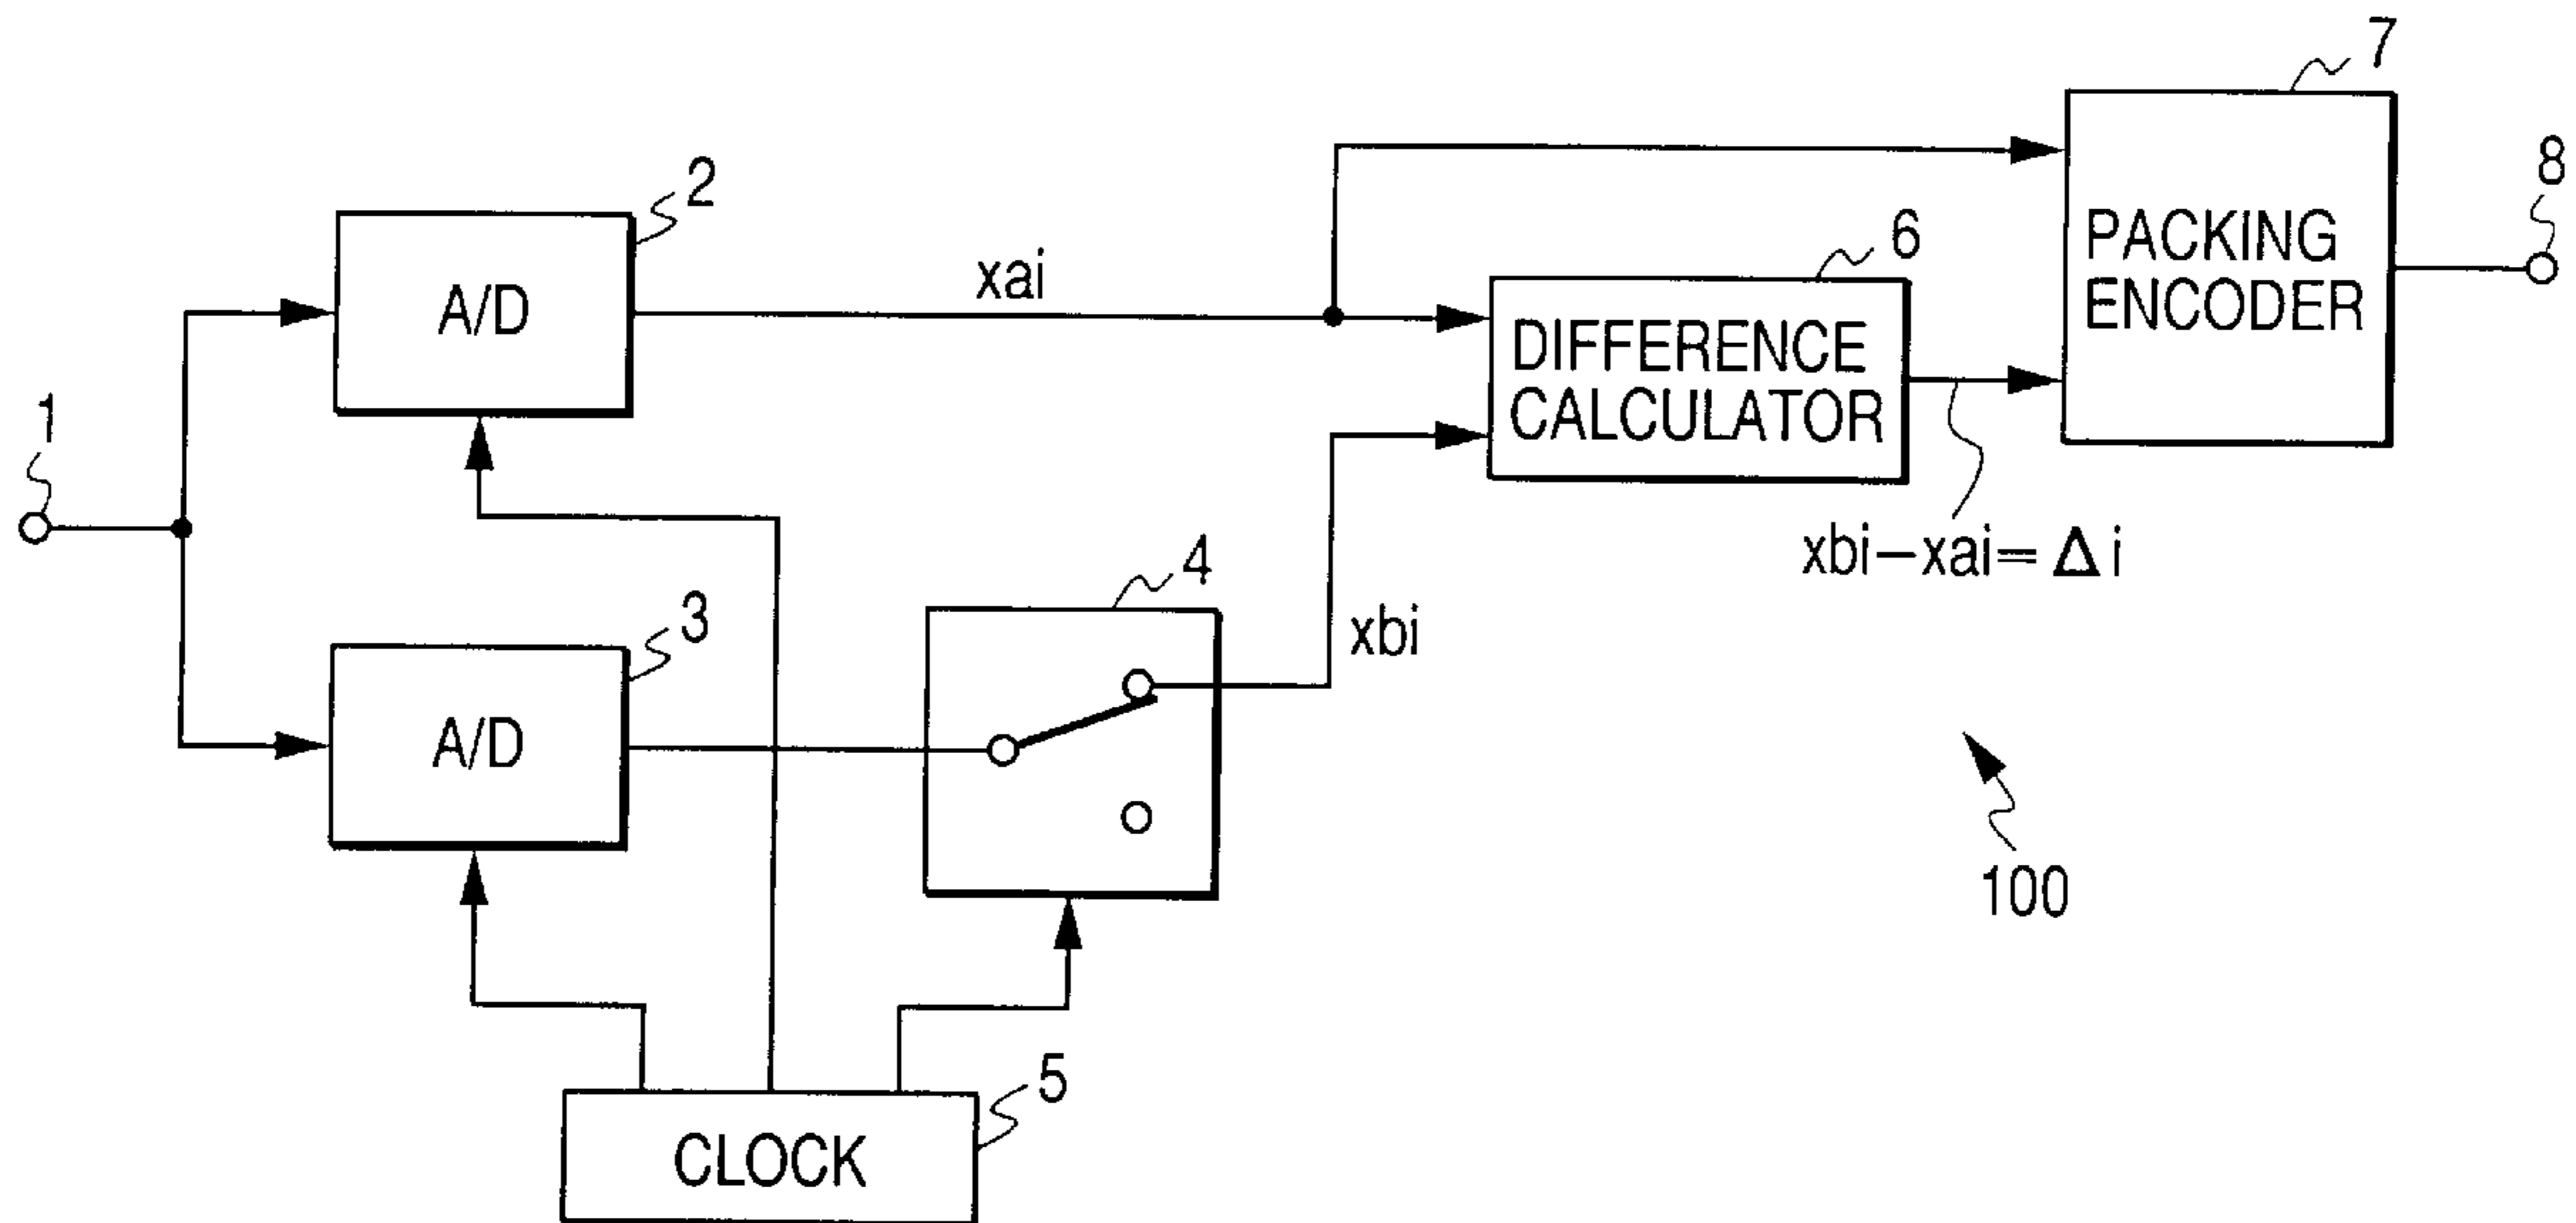 7
8
2
PACKING
ENCODER
6
xai
A/D
DIFFERENCE
CALCULATOR
1
xbi−xai=Δi
4
3
xbi
A/D
100
5
CLOCK